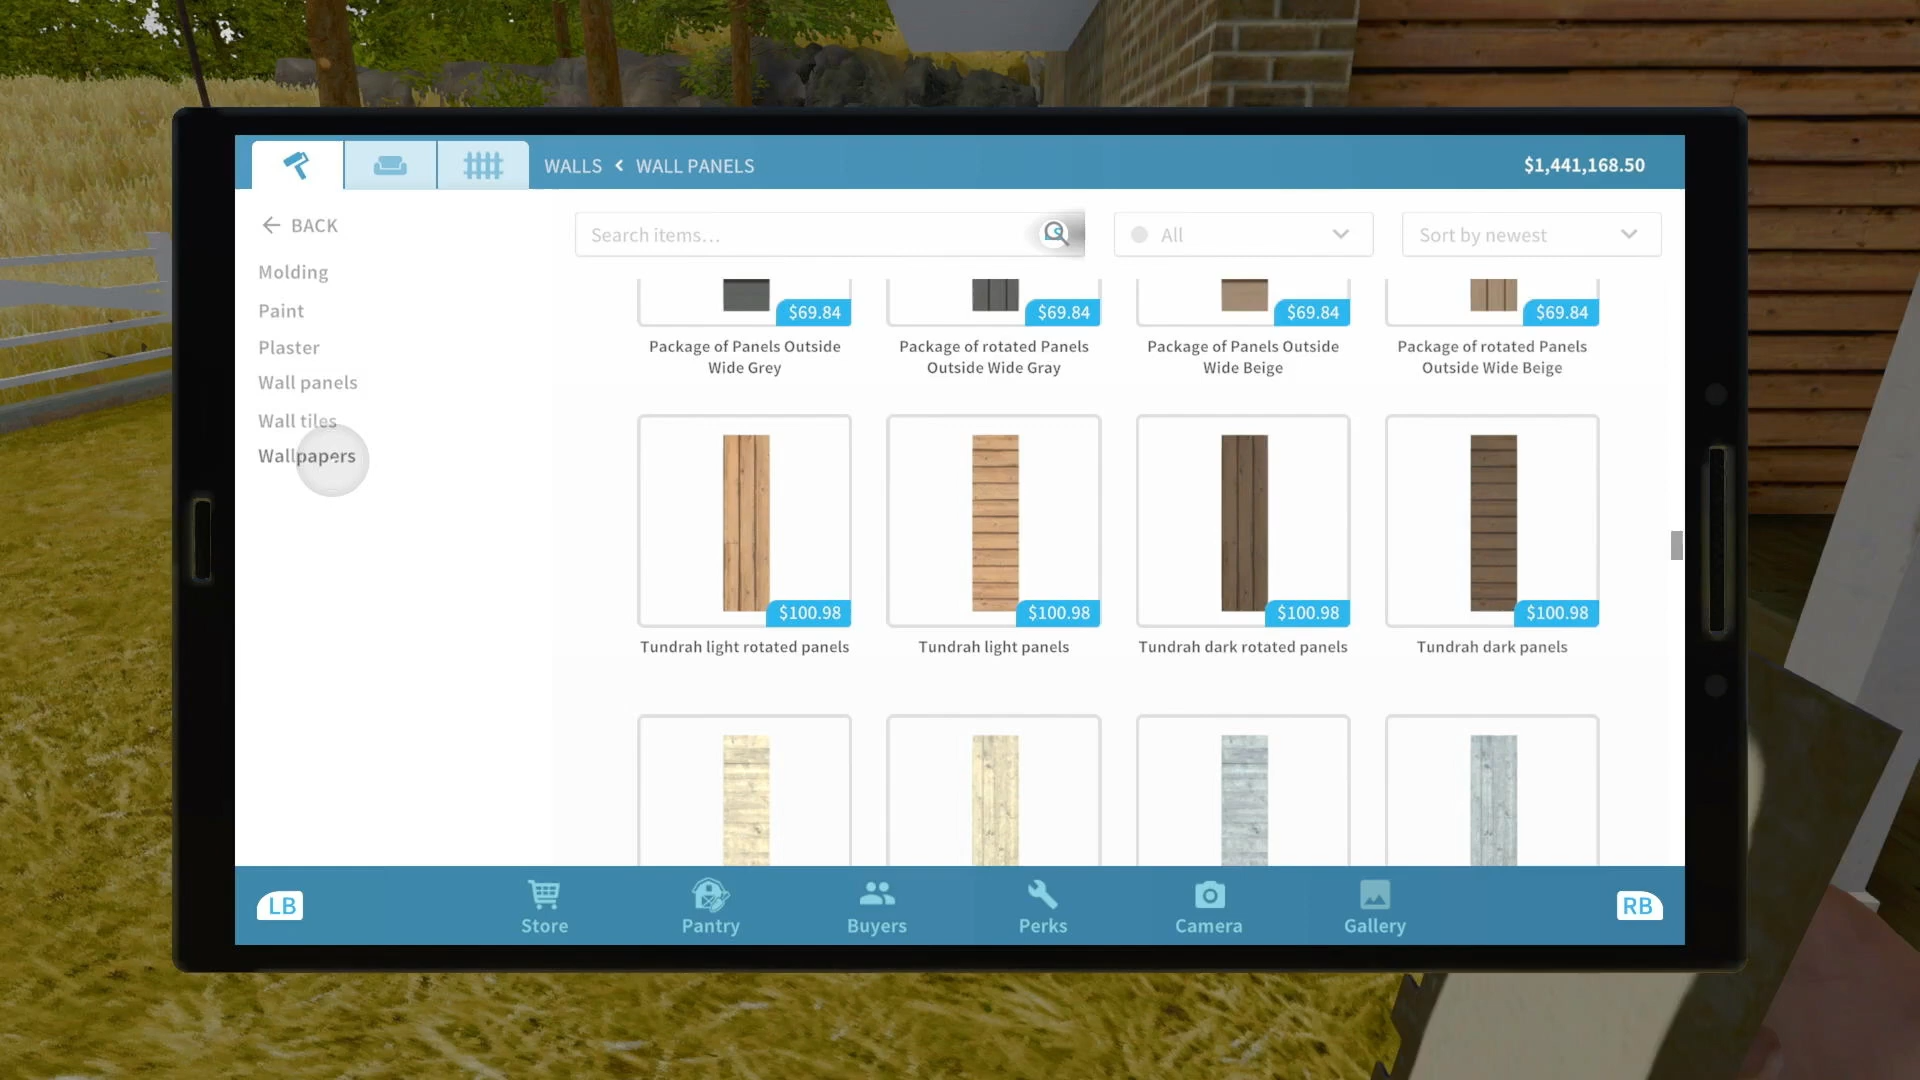 WALLS < WALL PANELS
$1,441,168.50
BACK
Search items...
All
Sort by newest
Molding
Paint
Plaster
Wall panels
Wall tiles
Wallpapers
$69.84
$69.84
$69.84
$69.84
Package of Panels Outside
Wide Grey
Package of rotated Panels
Outside Wide Gray
Package of Panels Outside
Wide Beige
Package of rotated Panels
Outside Wide Beige
$100.98
$100.98
$100.98
$100.98
Tundrah light rotated panels
Tundrah light panels
Tundrah dark rotated panels
Tundrah dark panels
LB
Store
Pantry
Buyers
Perks
Camera
Gallery
RB